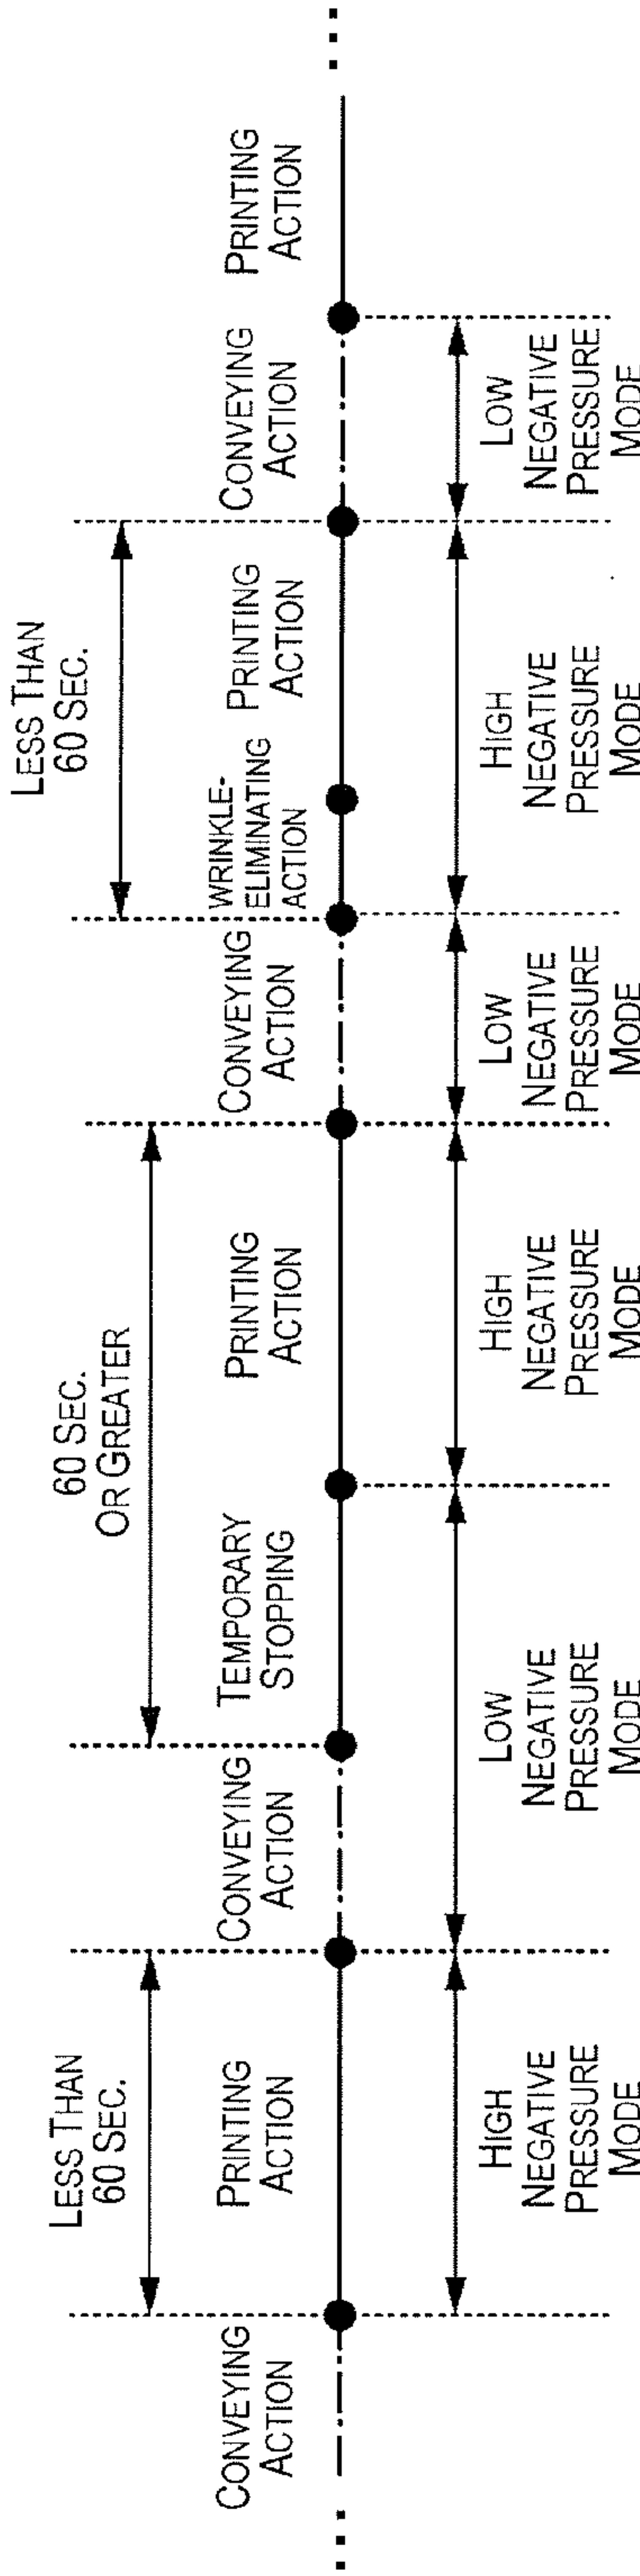 LESS THAN
60 SEC.
60 SEC.
OR GREATER
LESS THAN
60 SEC.
CONVEYING
ACTION
PRINTING
ACTION
CONVEYING
ACTION
TEMPORARY
STOPPING
PRINTING
ACTION
CONVEYING
ACTION
WRINKLE-
ELIMINATING
ACTION
PRINTING
ACTION
CONVEYING
ACTION
PRINTING
ACTION
HIGH
NEGATIVE
PRESSURE
MODE
LOW
NEGATIVE
PRESSURE
MODE
HIGH
NEGATIVE
PRESSURE
MODE
LOW
NEGATIVE
PRESSURE
MODE
HIGH
NEGATIVE
PRESSURE
MODE
LOW
NEGATIVE
PRESSURE
MODE